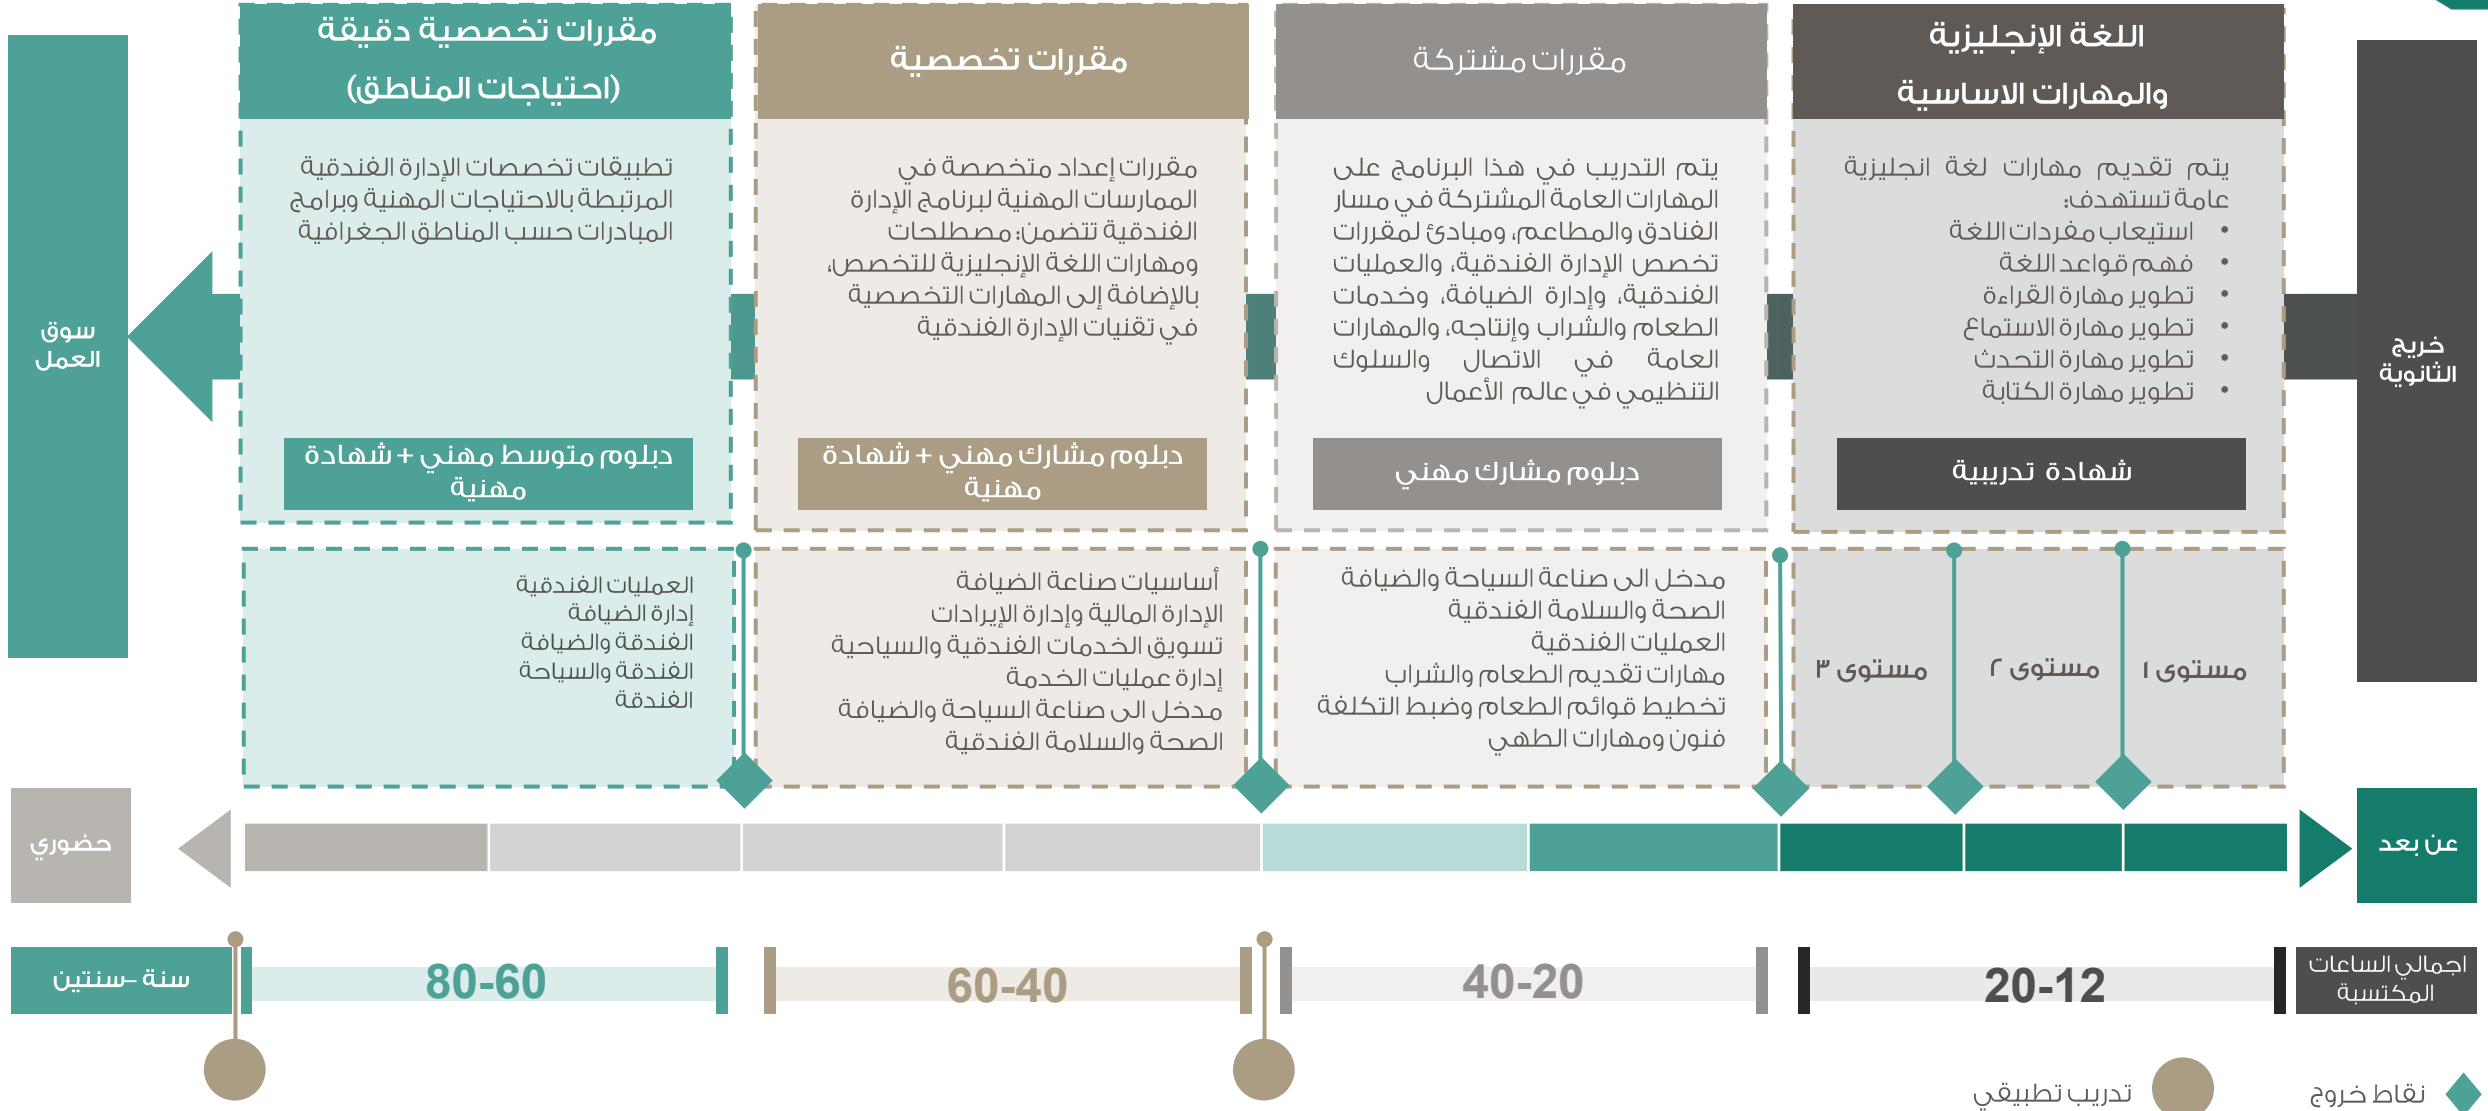 خريج
الثانوية
اللغة الإنجليزية
والمهارات الاساسية
يتم تقديم مهارات لغة انجليزية
عامة تستهدف:
• استيعاب مفردات اللغة
• فهم قواعد اللغة
• تطوير مهارة القراءة
• تطوير مهارة الاستماع
• تطوير مهارة التحدث
• تطوير مهارة الكتابة
شهادة تدريبية
مستوى ١
مستوى ٢
مستوى ٣
مقررات مشتركة
يتم التدريب في هذا البرنامج على
المهارات العامة المشتركة في مسار
الفنادق والمطاعم، ومبادئ لمقررات
تخصص الإدارة الفندقية، والعمليات
الفندقية، وإدارة الضيافة، وخدمات
الطعام والشراب وإنتاجه، والمهارات
العامة في الاتصال والسلوك
التنظيمي في عالم الأعمال
دبلوم مشارك مهني
مدخل الى صناعة السياحة والضيافة
الصحة والسلامة الفندقية
العمليات الفندقية
مهارات تقديم الطعام والشراب
تخطيط قوائم الطعام وضبط التكلفة
فنون ومهارات الطهي
مقررات تخصصية
مقررات إعداد متخصصة في
الممارسات المهنية لبرنامج الإدارة
الفندقية تتضمن: مصطلحات
ومهارات اللغة الإنجليزية للتخصص،
بالإضافة إلى المهارات التخصصية
في تقنيات الإدارة الفندقية
دبلوم مشارك مهني + شهادة
مهنية
أساسيات صناعة الضيافة
الإدارة المالية وإدارة الإيرادات
تسويق الخدمات الفندقية والسياحية
إدارة عمليات الخدمة
مدخل الى صناعة السياحة والضيافة
الصحة والسلامة الفندقية
مقررات تخصصية دقيقة
(احتياجات المناطق)
تطبيقات تخصصات الإدارة الفندقية
المرتبطة بالاحتياجات المهنية وبرامج
المبادرات حسب المناطق الجغرافية
دبلوم متوسط مهني + شهادة
مهنية
العمليات الفندقية
إدارة الضيافة
الفندقة والضيافة
الفندقة والسياحة
الفندقة
سوق
العمل
عن بعد
حضوري
اجمالي الساعات
المكتسبة
20-12
40-20
60-40
80-60
سنة –سنتين
نقاط خروج
تدريب تطبيقي